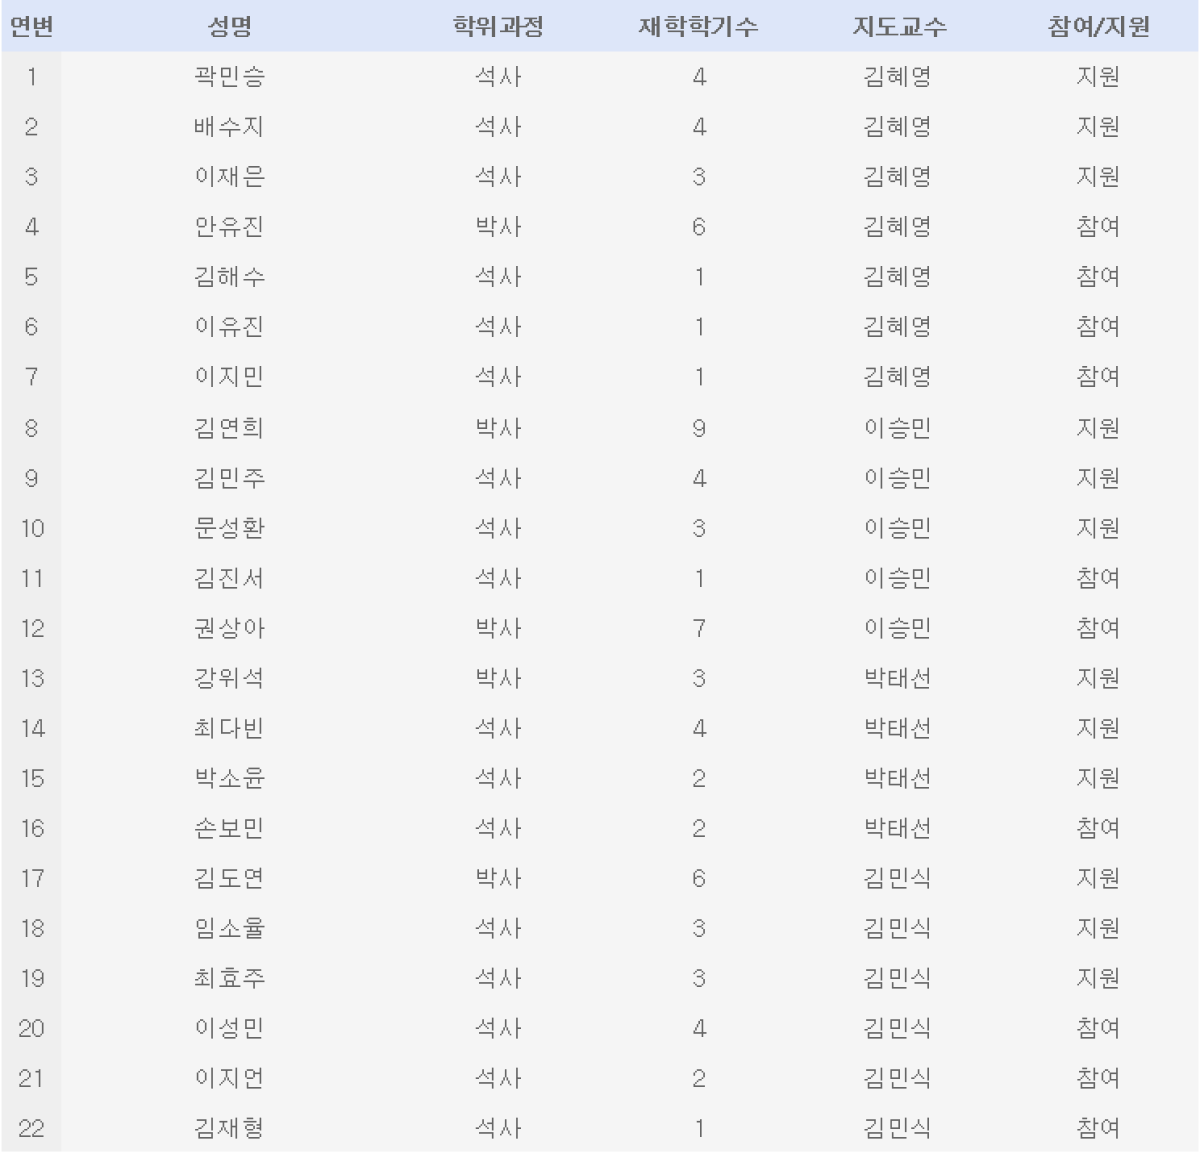 연변 성명 학위과정 재학학기수 지도교수 참여/지원
1 곽민승 석사 4 김혜영 지원
2 배수지 석사 4 김혜영 지원
3 이재은 석사 3 김혜영 지원
4 안유진 박사 6 김혜영 참여
5 김해수 석사 1 김혜영 참여
6 이유진 석사 1 김혜영 참여
7 이지민 석사 1 김혜영 참여
8 김연희 박사 9 이승민 지원
9 김민주 석사 4 이승민 지원
10 문성환 석사 3 이승민 지원
11 김진서 석사 1 이승민 참여
12 권상아 박사 7 이승민 참여
13 강위석 박사 3 박태선 지원
14 최다빈 석사 4 박태선 지원
15 박소윤 석사 2 박태선 지원
16 손보민 석사 2 박태선 참여
17 김도연 박사 6 김민식 지원
18 임소율 석사 3 김민식 지원
19 최효주 석사 3 김민식 지원
20 이성민 석사 4 김민식 참여
21 이지언 석사 2 김민식 참여
22 김재형 석사 1 김민식 참여